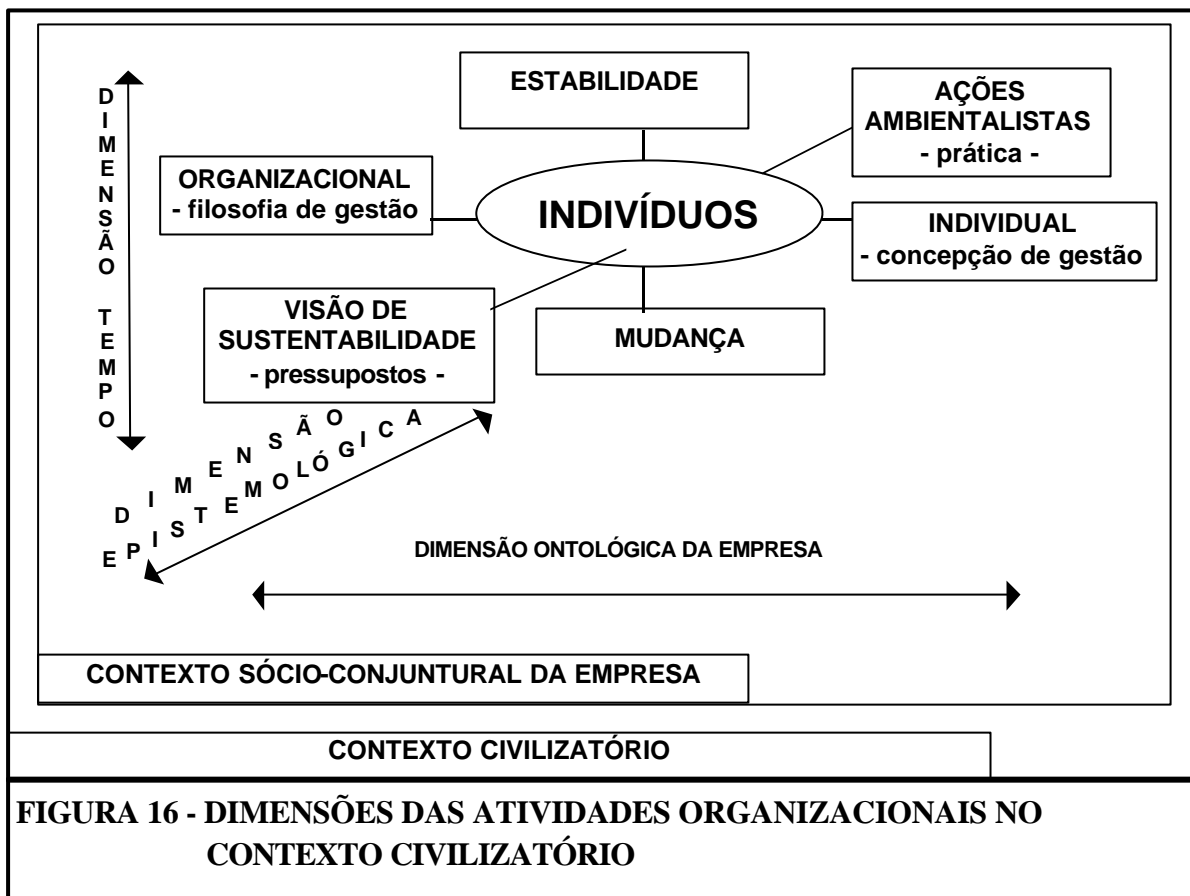 DIMENSÃO TEMPO
ESTABILIDADE
AÇÕES
AMBIENTALISTAS
- prática -
ORGANIZACIONAL
- filosofia de gestão
INDIVÍDUOS
INDIVIDUAL
- concepção de gestão
VISÃO DE
SUSTENTABILIDADE
- pressupostos -
MUDANÇA
DIMENSÃO
EPISTEMOLÓGICA
DIMENSÃO ONTOLÓGICA DA EMPRESA
CONTEXTO SÓCIO-CONJUNTURAL DA EMPRESA
CONTEXTO CIVILIZATÓRIO
FIGURA 16 - DIMENSÕES DAS ATIVIDADES ORGANIZACIONAIS NO
CONTEXTO CIVILIZATÓRIO